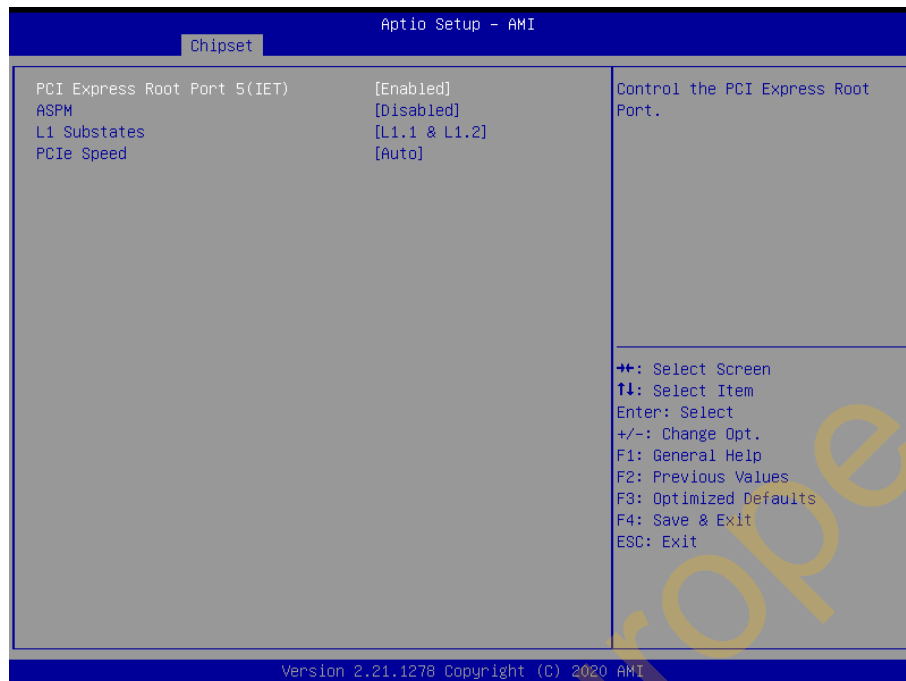 Aptio Setup – AMI
Chipset
PCI Express Root Port 5(IET) [Enabled]
ASPM [Disabled]
L1 Substates [L1.1 & L1.2]
PCIe Speed [Auto]
Control the PCI Express Root
Port.
→←: Select Screen
↑↓: Select Item
Enter: Select
+/-: Change Opt.
F1: General Help
F2: Previous Values
F3: Optimized Defaults
F4: Save & Exit
ESC: Exit
Version 2.21.1278 Copyright (C) 2020 AMI
rope